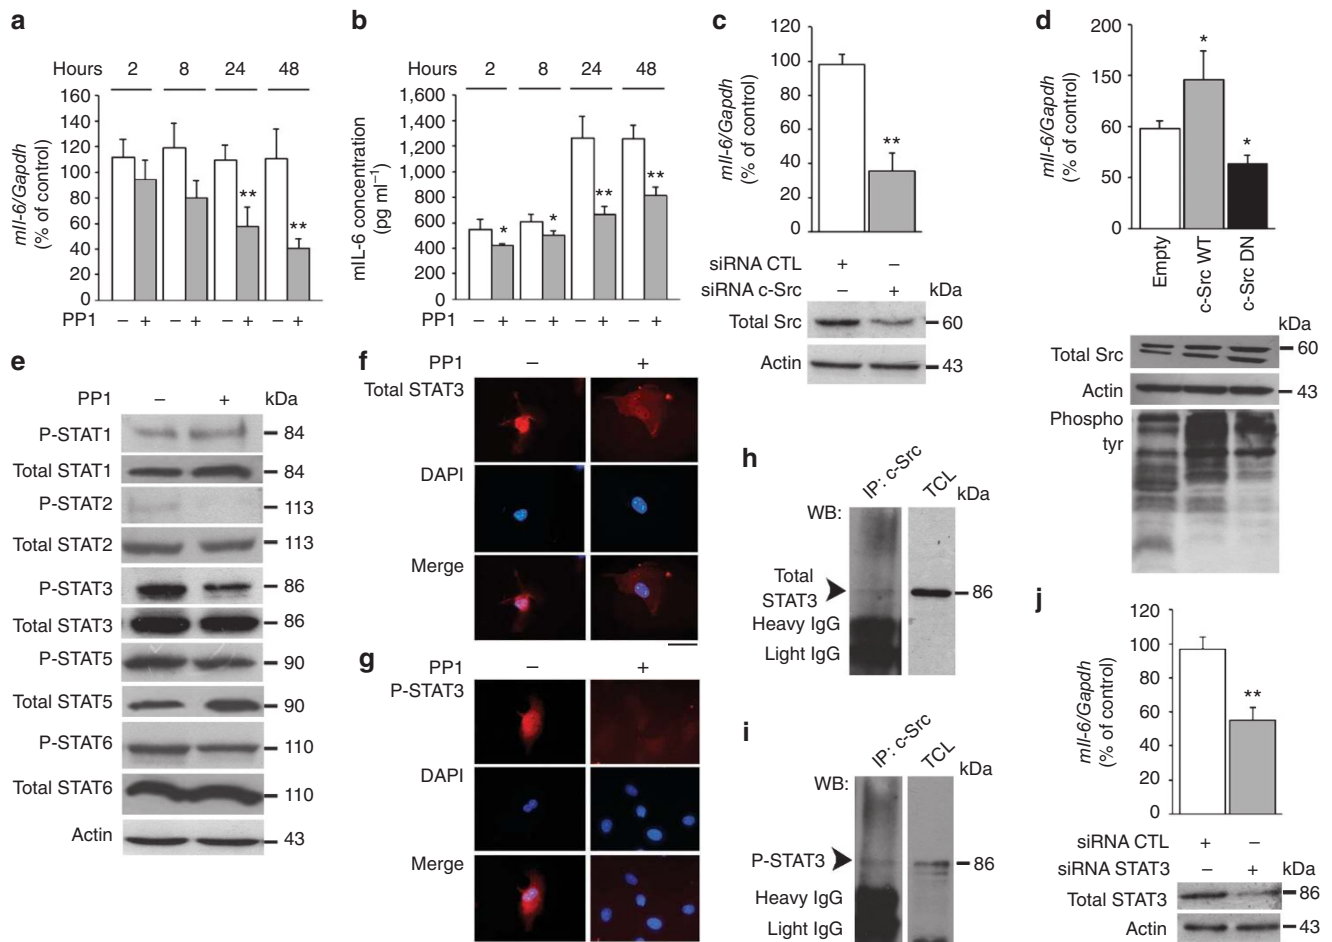 a
Hours 2 8 24 48
mIl-6/Gapdh
(% of control)
160
140
120
100
80
60
40
20
0
** **
PP1 – + – + – + – +
b
Hours 2 8 24 48
mIL-6 concentration
(pg ml–1)
1,600
1,400
1,200
1,000
800
600
400
200
0
* * ** **
PP1 – + – + – + – +
c
mIl-6/Gapdh
(% of control)
120
100
80
60
40
20
0
**
siRNA CTL + –
siRNA c-Src – + kDa
Total Src 60
Actin 43
d
mIl-6/Gapdh
(% of control)
200
150
60
50
0
* *
Empty
c-Src WT
c-Src DN
kDa
Total Src 60
Actin 43
Phospho
tyr
e
PP1 – + kDa
P-STAT1 84
Total STAT1 84
P-STAT2 113
Total STAT2 113
P-STAT3 86
Total STAT3 86
P-STAT5 90
Total STAT5 90
P-STAT6 110
Total STAT6 110
Actin 43
f
PP1 – +
Total STAT3
DAPI
Merge
g
PP1 – +
P-STAT3
DAPI
Merge
h
IP: c-Src TCL kDa
WB:
Total
STAT3 86
Heavy IgG
Light IgG
i
IP: c-Src TCL kDa
WB:
P-STAT3 86
Heavy IgG
Light IgG
j
mIl-6/Gapdh
(% of control)
120
100
80
60
40
20
0
**
siRNA CTL + –
siRNA STAT3 – + kDa
Total STAT3 86
Actin 43